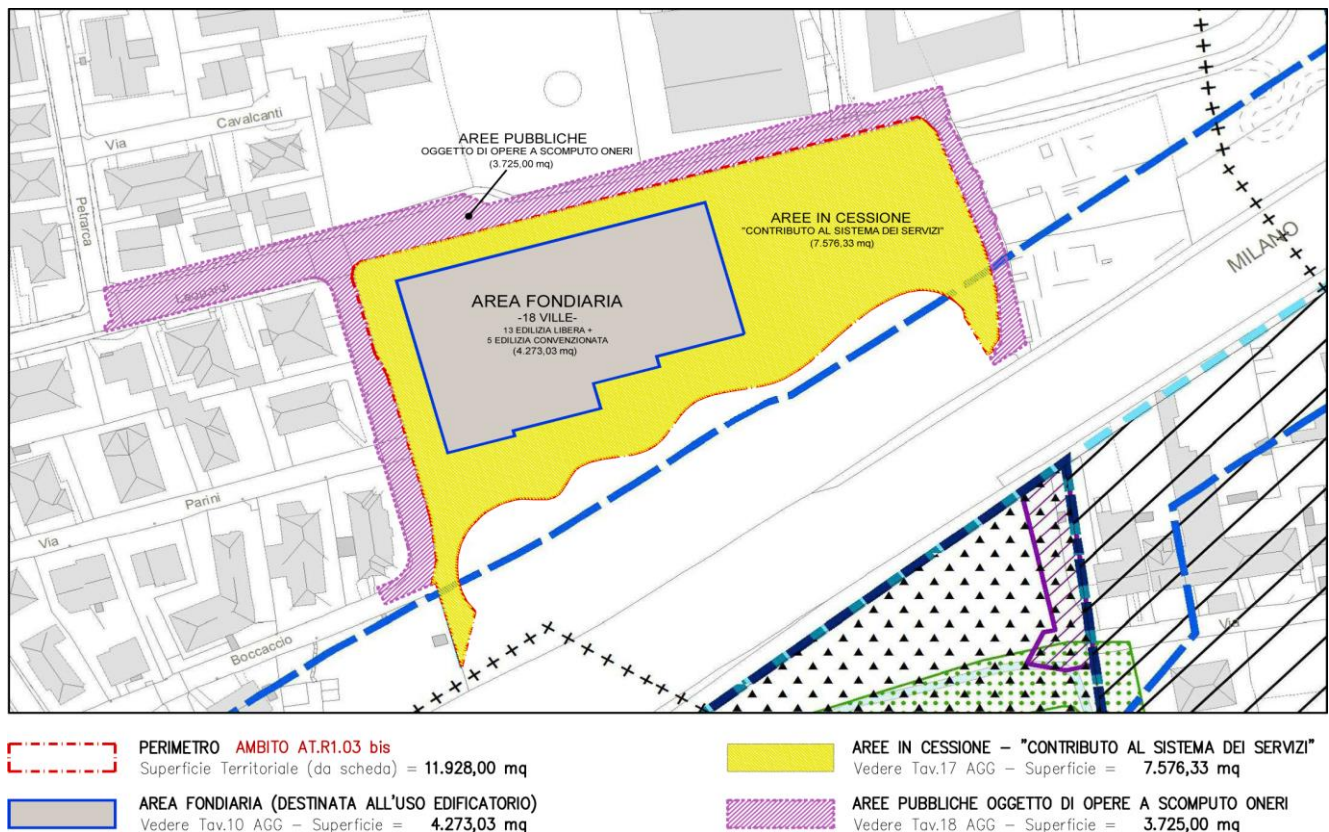 Via
Cavalcanti
Petrarca
AREE PUBBLICHE
OGGETTO DI OPERE A SCOMPUTO ONERI
(3.725,00 mq)
AREE IN CESSIONE
"CONTRIBUTO AL SISTEMA DEI SERVIZI"
(7.576,33 mq)
MILANO
Leopardi
AREA FONDIARIA
-18 VILLE-
13 EDILIZIA LIBERA +
5 EDILIZIA CONVENZIONATA
(4.273,03 mq)
Via
Parini
Boccaccio
Via
PERIMETRO AMBITO AT.R1.03 bis
Superficie Territoriale (da scheda) = 11.928,00 mq
AREA FONDIARIA (DESTINATA ALL'USO EDIFICATORIO)
Vedere Tav.10 AGG – Superficie = 4.273,03 mq
AREE IN CESSIONE – "CONTRIBUTO AL SISTEMA DEI SERVIZI"
Vedere Tav.17 AGG – Superficie = 7.576,33 mq
AREE PUBBLICHE OGGETTO DI OPERE A SCOMPUTO ONERI
Vedere Tav.18 AGG – Superficie = 3.725,00 mq